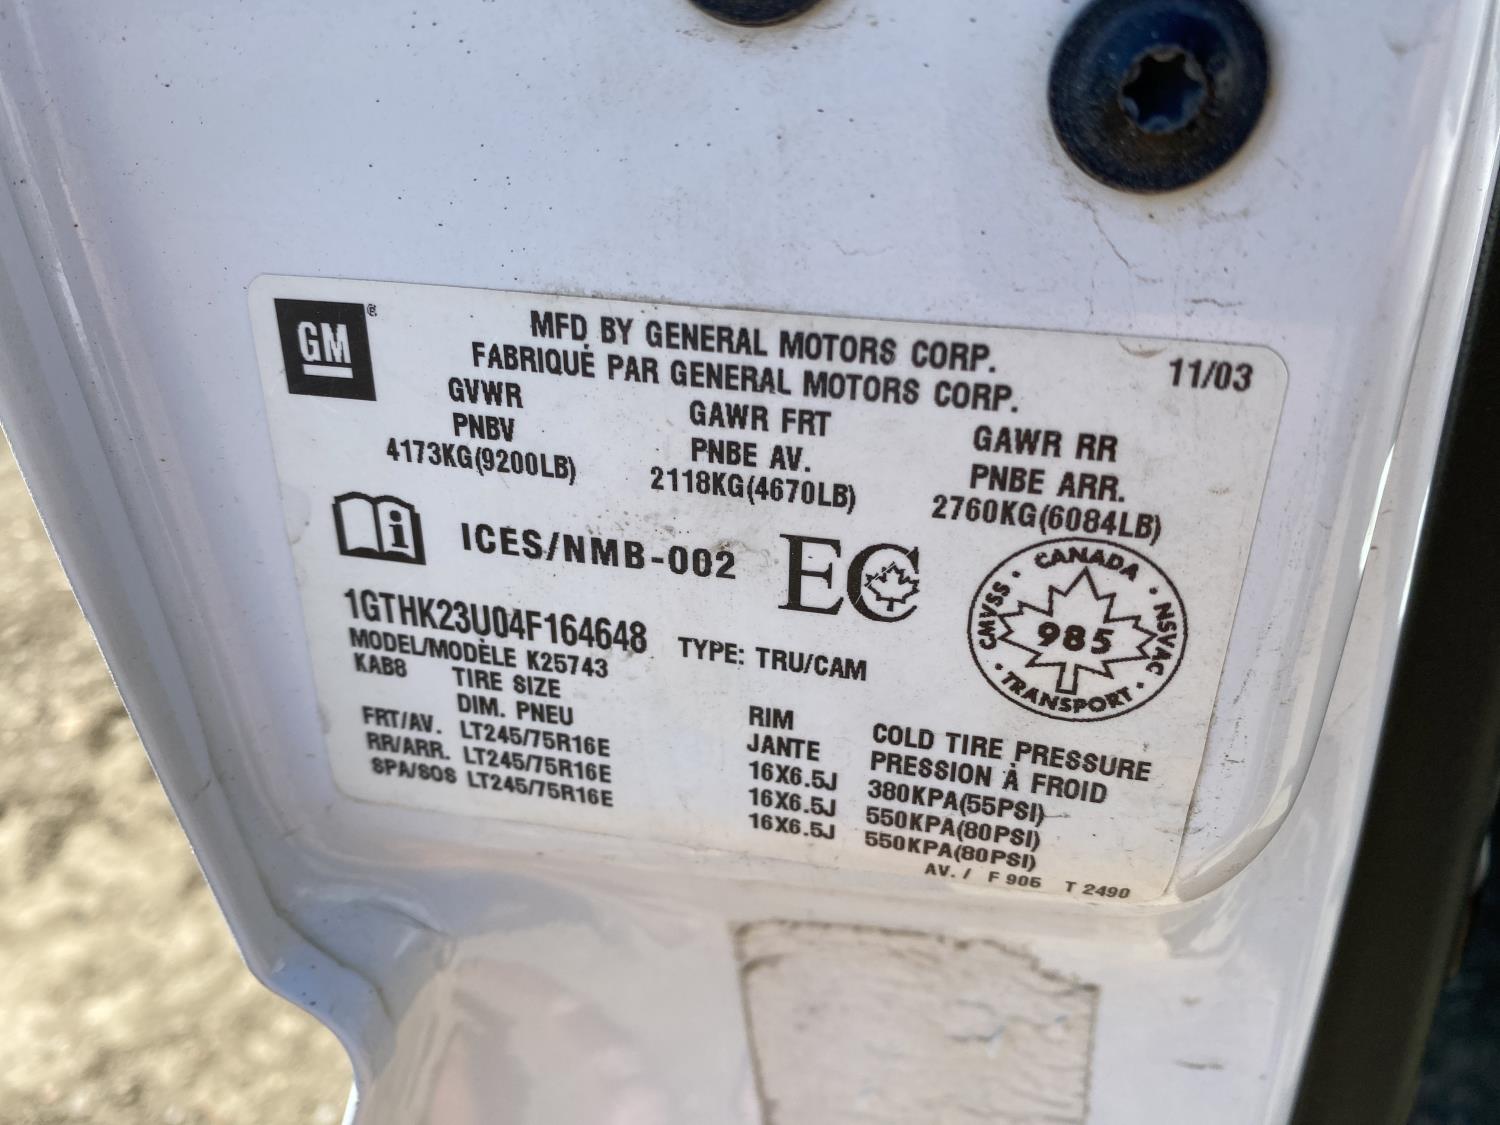 GM
MFD BY GENERAL MOTORS CORP.
11/03
FABRIQUÉ PAR GENERAL MOTORS CORP.
GVWR GAWR FRT GAWR RR
PNBV PNBE AV. PNBE ARR.
4173KG(9200LB) 2118KG(4670LB) 2760KG(6084LB)
i ICES/NMB-002 EC
CANADA
CMVSS 985 NSVAC
TRANSPORT
1GTHK23U04F164648 TYPE: TRU/CAM
MODEL/MODÈLE K25743
KAB8 TIRE SIZE RIM COLD TIRE PRESSURE
DIM. PNEU JANTE PRESSION À FROID
FRT/AV. LT245/75R16E 16X6.5J 380KPA(55PSI)
RR/ARR. LT245/75R16E 16X6.5J 550KPA(80PSI)
SPA/SOS LT245/75R16E 16X6.5J 550KPA(80PSI)
AV. / F 905 T 2490